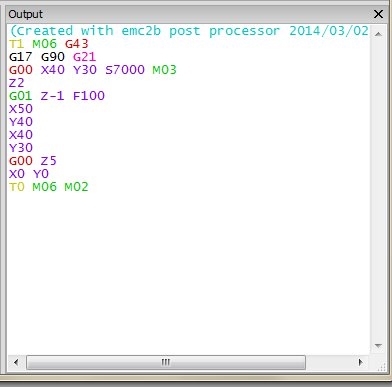 Output
(Created with emc2b post processor 2014/03/02
T1 M06 G43
G17 G90 G21
G00 X40 Y30 S7000 M03
Z2
G01 Z-1 F100
X50
Y40
X40
Y30
G00 Z5
X0 Y0
T0 M06 M02